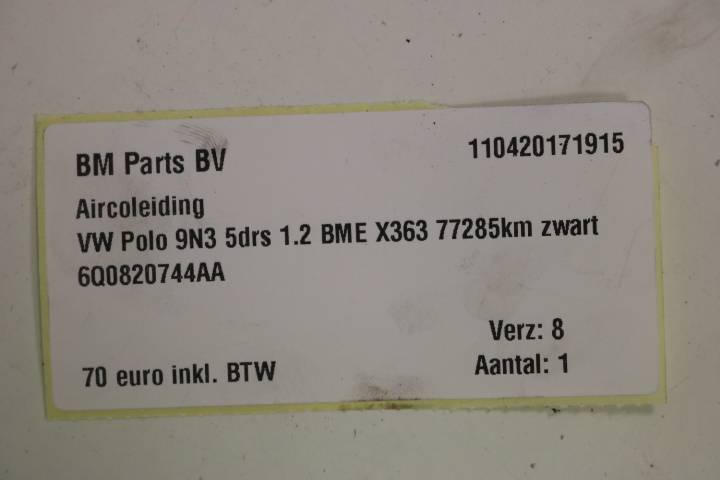 BM Parts BV 110420171915
Aircoleiding
VW Polo 9N3 5drs 1.2 BME X363 77285km zwart
6Q0820744AA
Verz: 8
70 euro inkl. BTW Aantal: 1